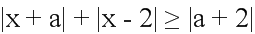 |x + a| + |x - 2| ≥ |a + 2|